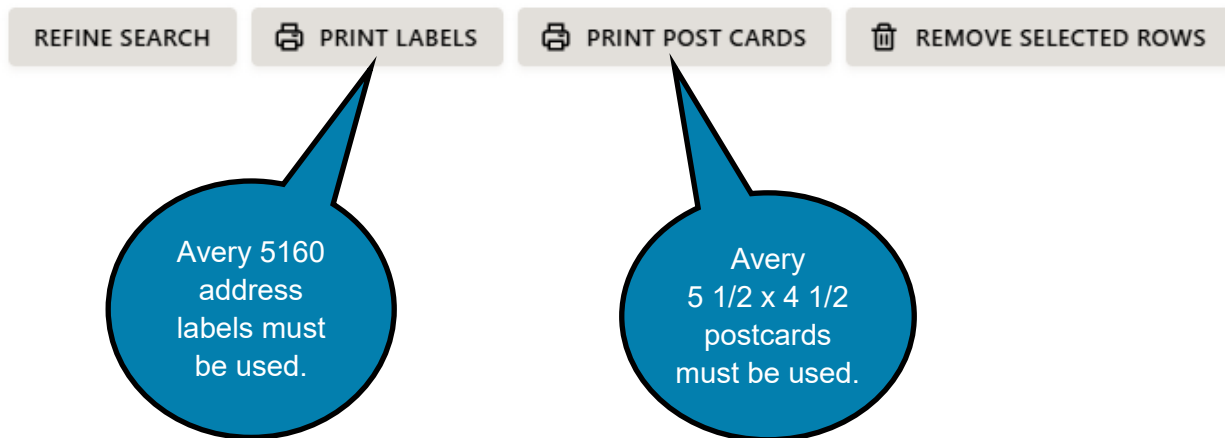 REFINE SEARCH PRINT LABELS PRINT POST CARDS REMOVE SELECTED ROWS
Avery 5160
address
labels must
be used.
Avery
5 1/2 x 4 1/2
postcards
must be used.